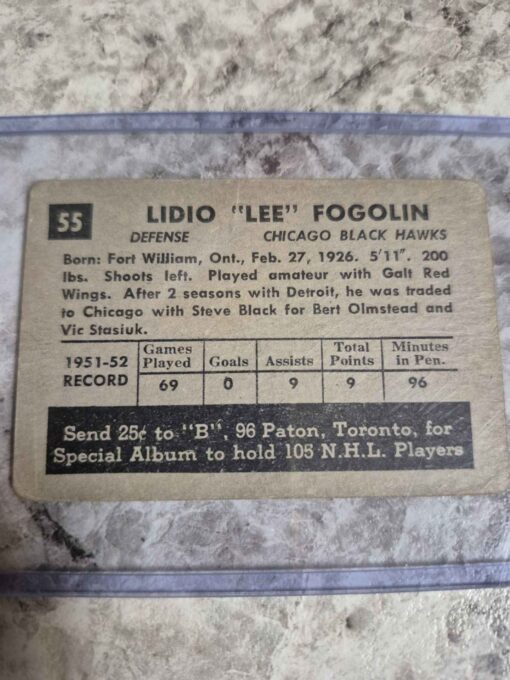 55 LIDIO "LEE" FOGOLIN
DEFENSE CHICAGO BLACK HAWKS
Born: Fort William, Ont., Feb. 27, 1926. 5'11". 200
lbs. Shoots left. Played amateur with Galt Red
Wings. After 2 seasons with Detroit, he was traded
to Chicago with Steve Black for Bert Olmstead and
Vic Stasiuk.
1951-52 RECORD
Games Played Goals Assists Total Points Minutes in Pen.
69 0 9 9 96
Send 25¢ to "B", 96 Paton, Toronto, for
Special Album to hold 105 N.H.L. Players